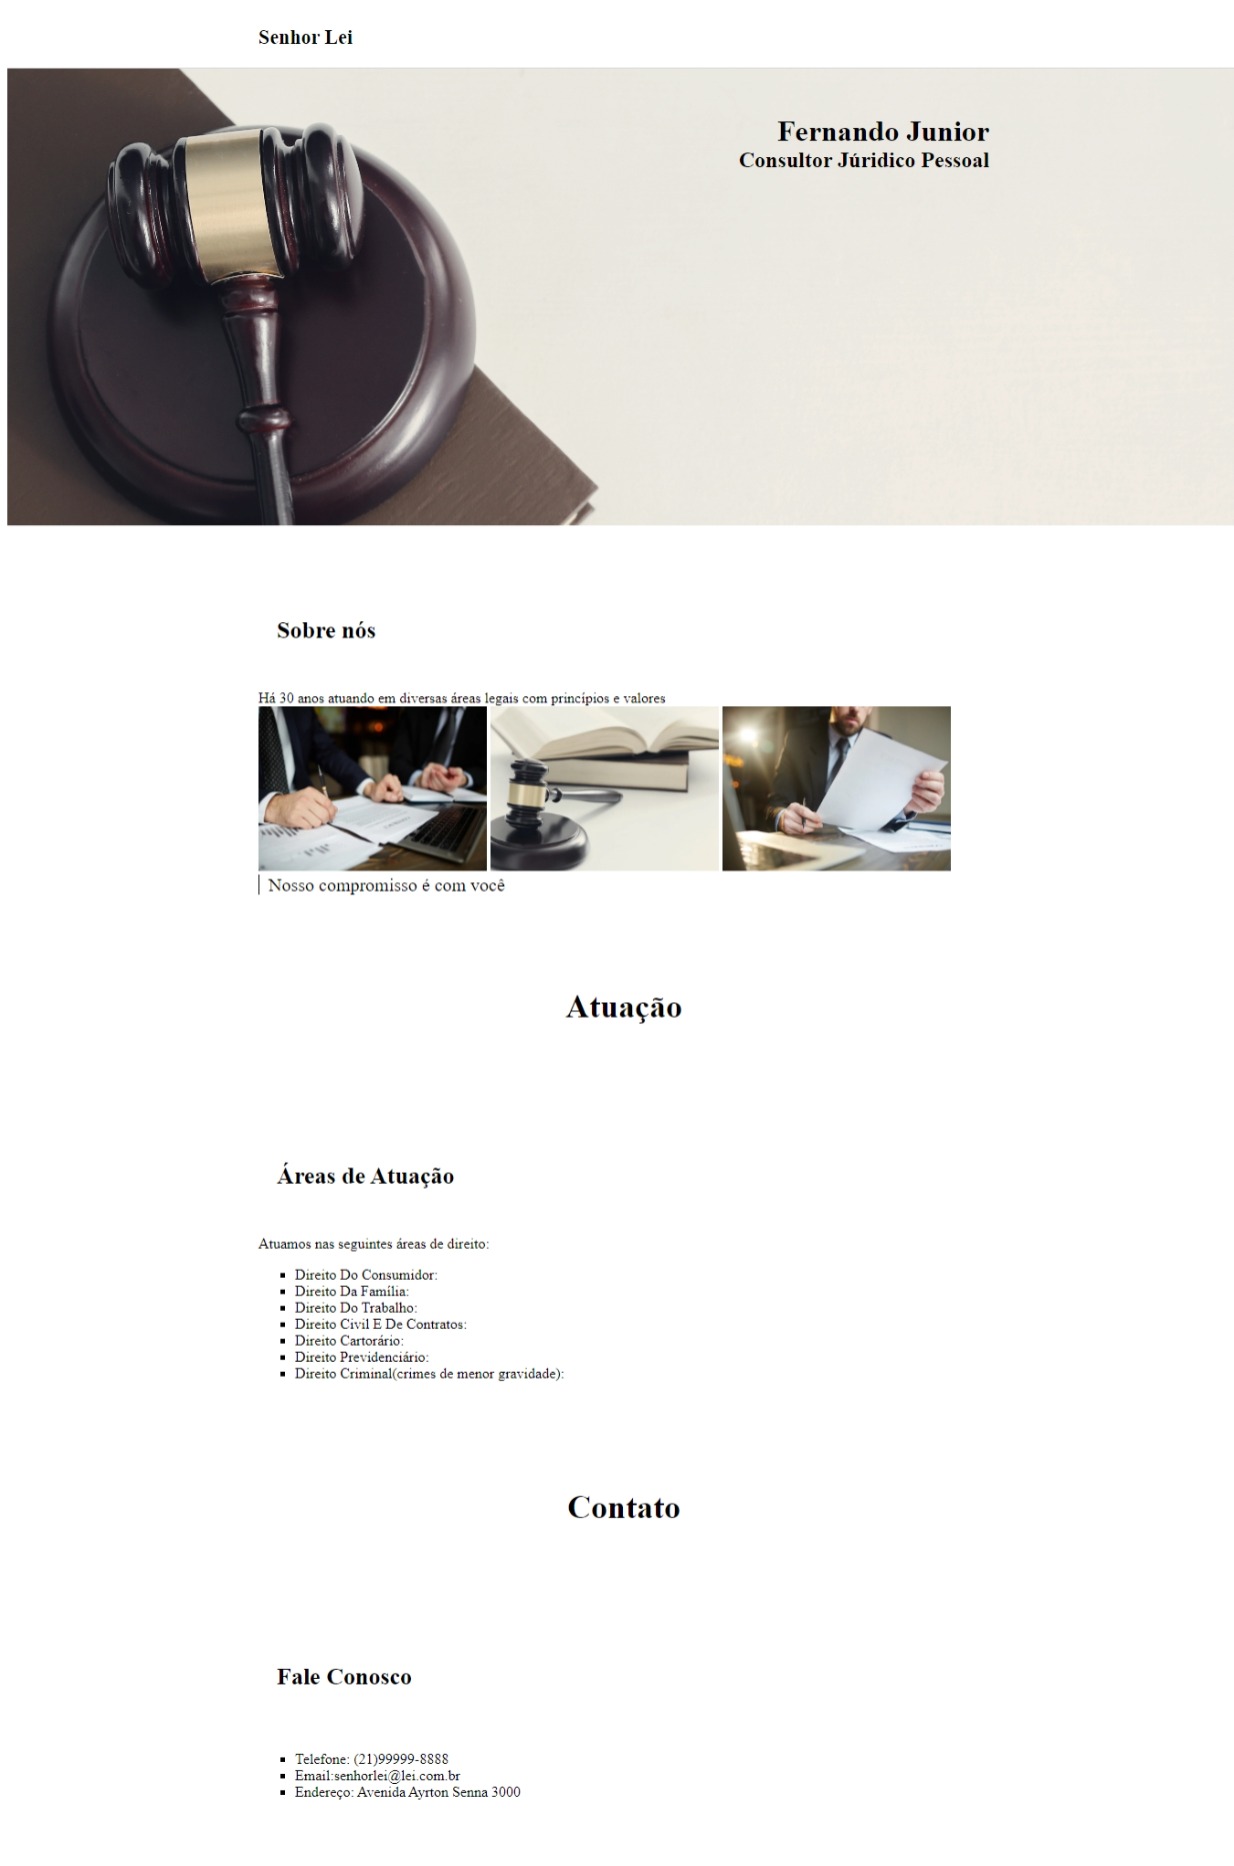 Senhor Lei
Fernando Junior
Consultor Júridico Pessoal
Sobre nós
Há 30 anos atuando em diversas áreas legais com princípios e valores
Nosso compromisso é com você
Atuação
Áreas de Atuação
Atuamos nas seguintes áreas de direito:
Direito Do Consumidor:
Direito Da Família:
Direito Do Trabalho:
Direito Civil E De Contratos:
Direito Cartorário:
Direito Previdenciário:
Direito Criminal(crimes de menor gravidade):
Contato
Fale Conosco
Telefone: (21)99999-8888
Email:senhorlei@lei.com.br
Endereço: Avenida Ayrton Senna 3000